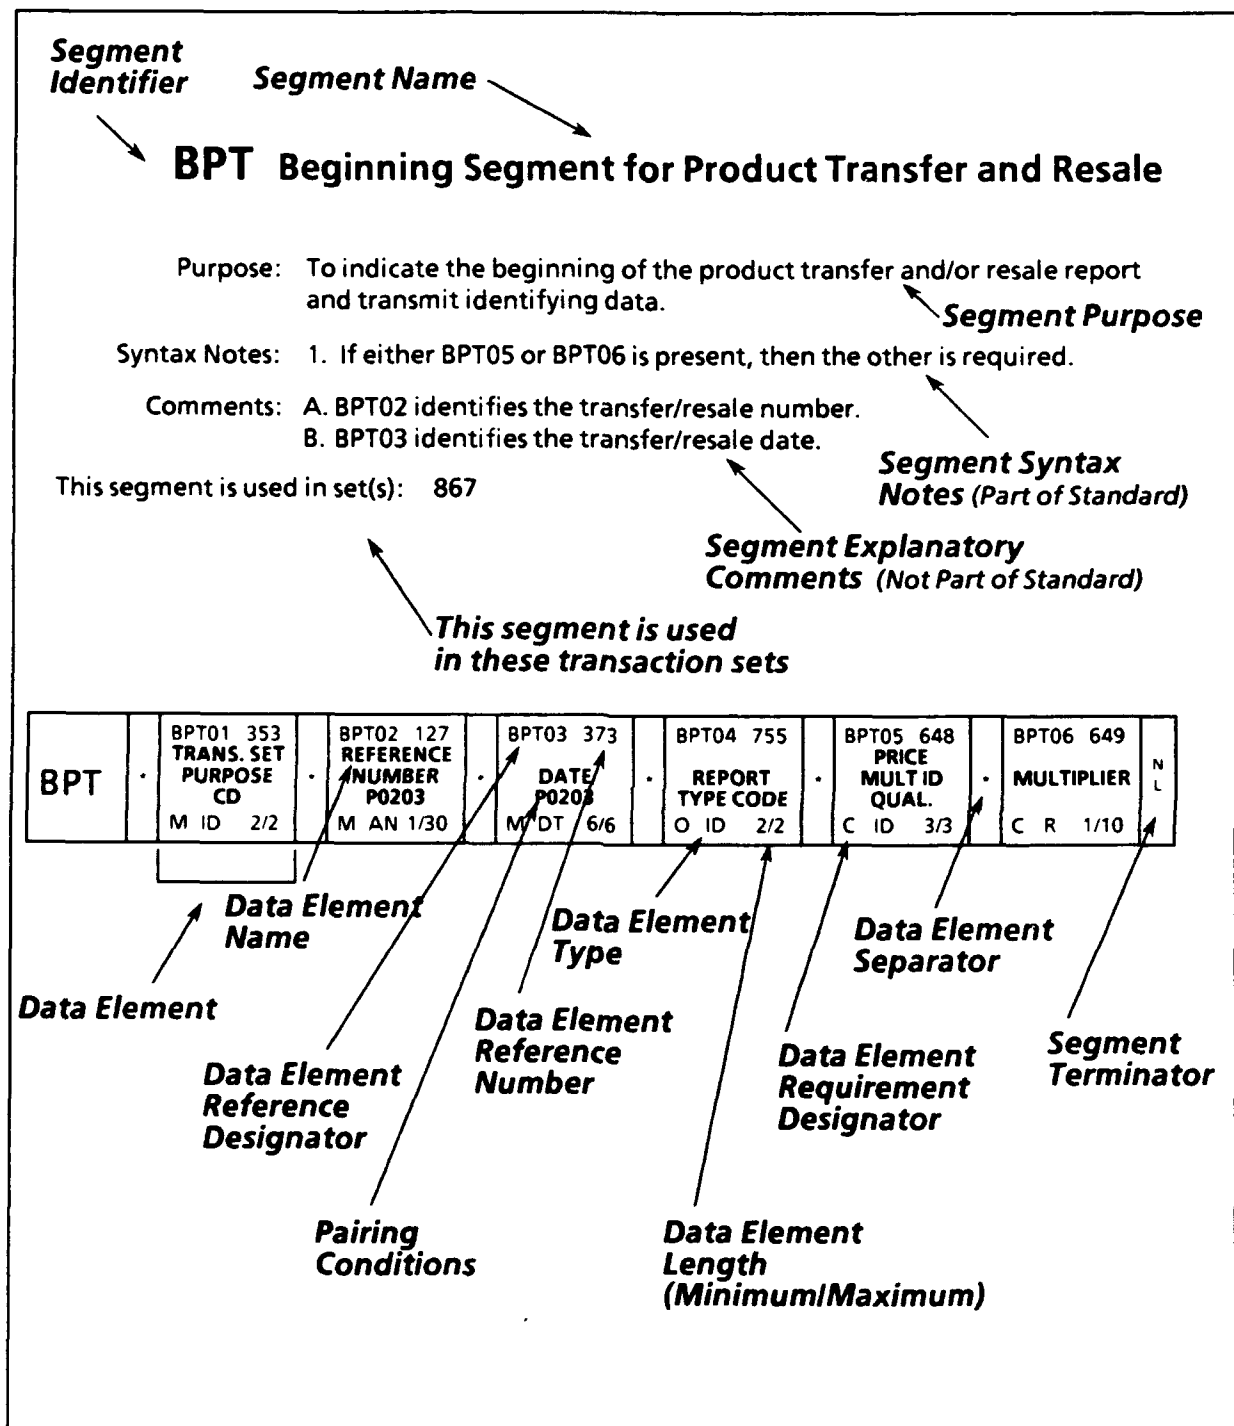 Segment
Identifier
Segment Name
BPT Beginning Segment for Product Transfer and Resale
Purpose: To indicate the beginning of the product transfer and/or resale report
and transmit identifying data.
Segment Purpose
Syntax Notes: 1. If either BPT05 or BPT06 is present, then the other is required.
Comments: A. BPT02 identifies the transfer/resale number.
B. BPT03 identifies the transfer/resale date.
Segment Syntax
Notes (Part of Standard)
This segment is used in set(s): 867
Segment Explanatory
Comments (Not Part of Standard)
This segment is used
in these transaction sets
BPT
BPT01 353
TRANS. SET
PURPOSE
CD
M ID 2/2
BPT02 127
REFERENCE
NUMBER
P0203
M AN 1/30
BPT03 373
DATE
P0203
M DT 6/6
BPT04 755
REPORT
TYPE CODE
O ID 2/2
BPT05 648
PRICE
MULT ID
QUAL.
C ID 3/3
BPT06 649
MULTIPLIER
C R 1/10
N
L
Data Element
Name
Data Element
Type
Data Element
Separator
Data Element
Data Element
Reference
Number
Data Element
Reference
Designator
Data Element
Requirement
Designator
Segment
Terminator
Pairing
Conditions
Data Element
Length
(Minimum/Maximum)